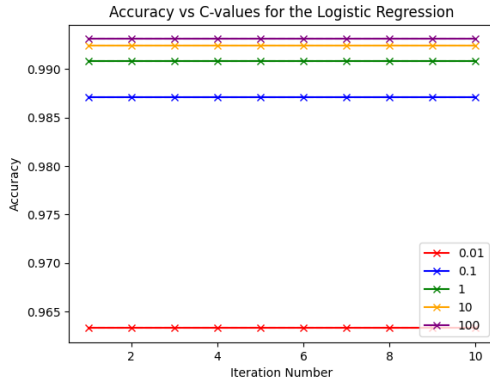 Accuracy vs C-values for the Logistic Regression
0.990
0.985
0.980
0.975
0.970
0.965
Accuracy
0.01
0.1
1
10
100
2 4 6 8 10
Iteration Number